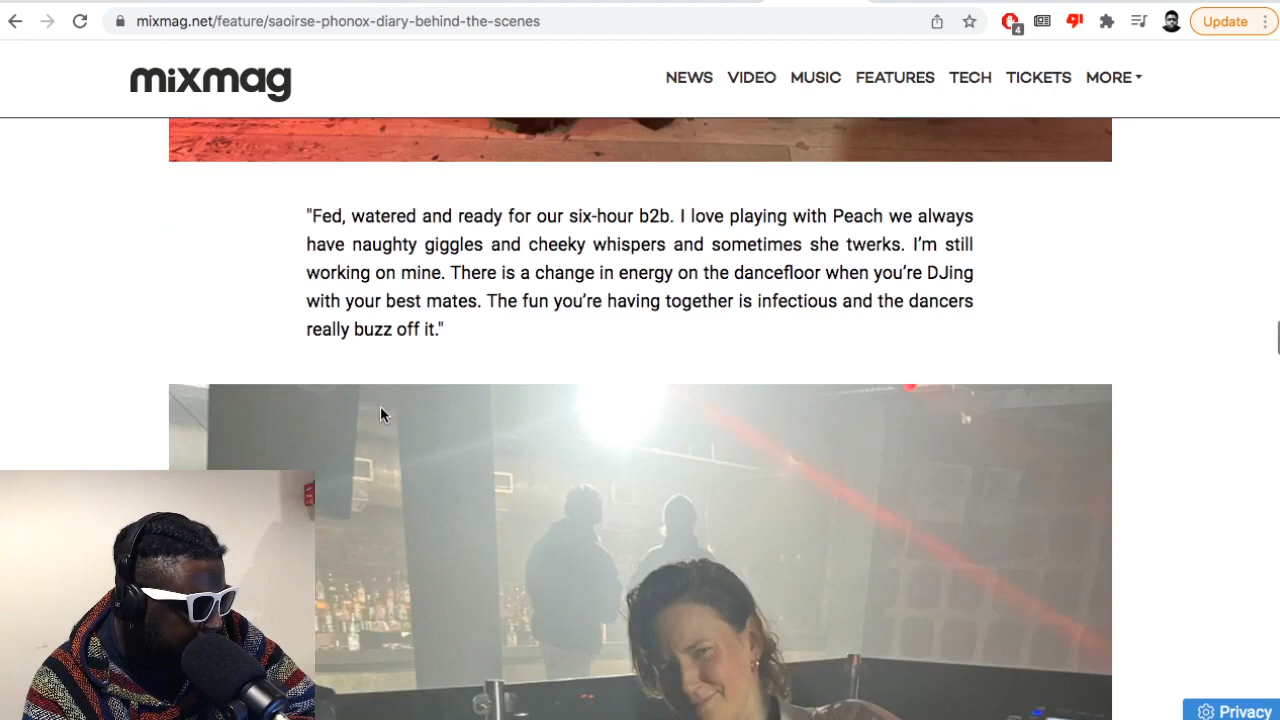 mixmag.net/feature/saoirse-phonox-diary-behind-the-scenes
4
Update
mixmag
NEWS VIDEO MUSIC FEATURES TECH TICKETS MORE
"Fed, watered and ready for our six-hour b2b. I love playing with Peach we always
have naughty giggles and cheeky whispers and sometimes she twerks. I'm still
working on mine. There is a change in energy on the dancefloor when you're DJing
with your best mates. The fun you're having together is infectious and the dancers
really buzz off it."
Privacy